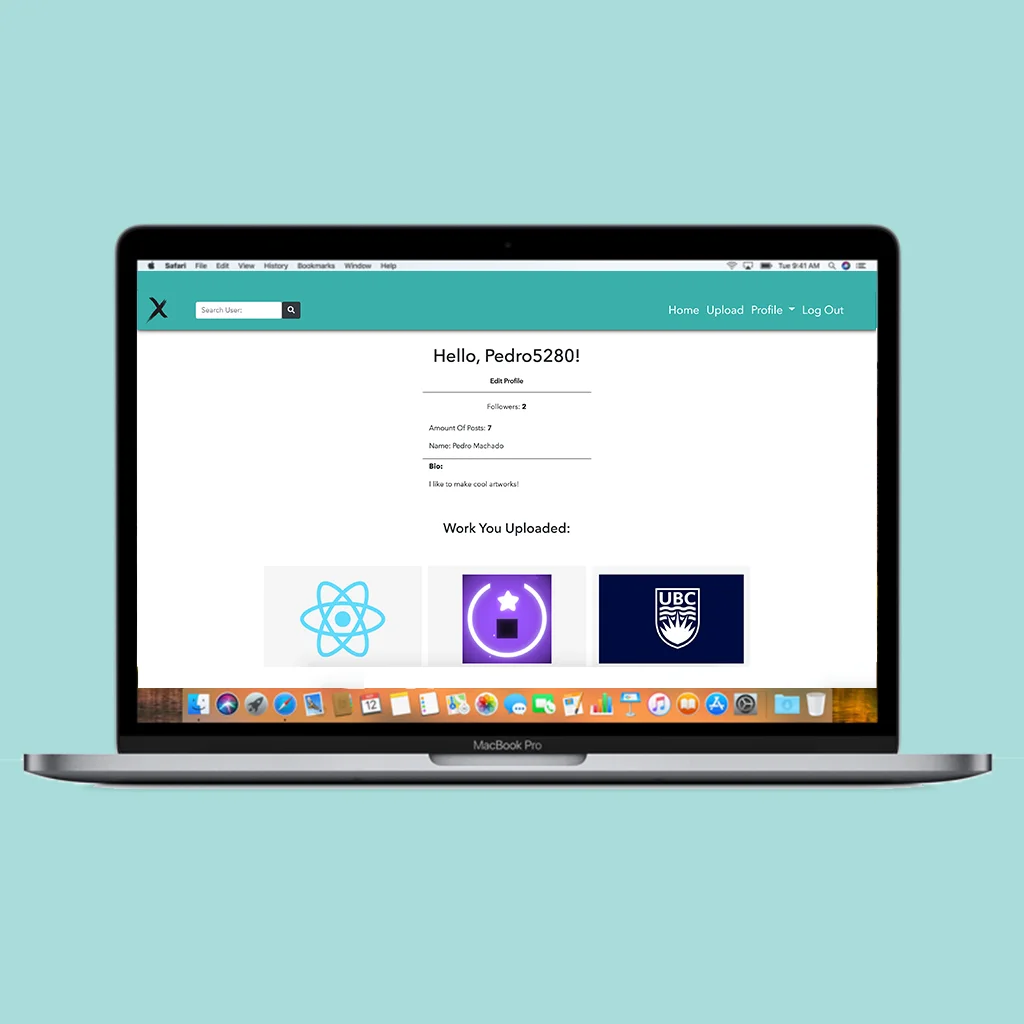 Safari File Edit View History Bookmarks Window Help Tue 9:41 AM
Search User: Home Upload Profile Log Out
Hello, Pedro5280!
Edit Profile
Followers: 2
Amount Of Posts: 7
Name: Pedro Machado
Bio:
I like to make cool artworks!
Work You Uploaded:
UBC
12
MacBook Pro